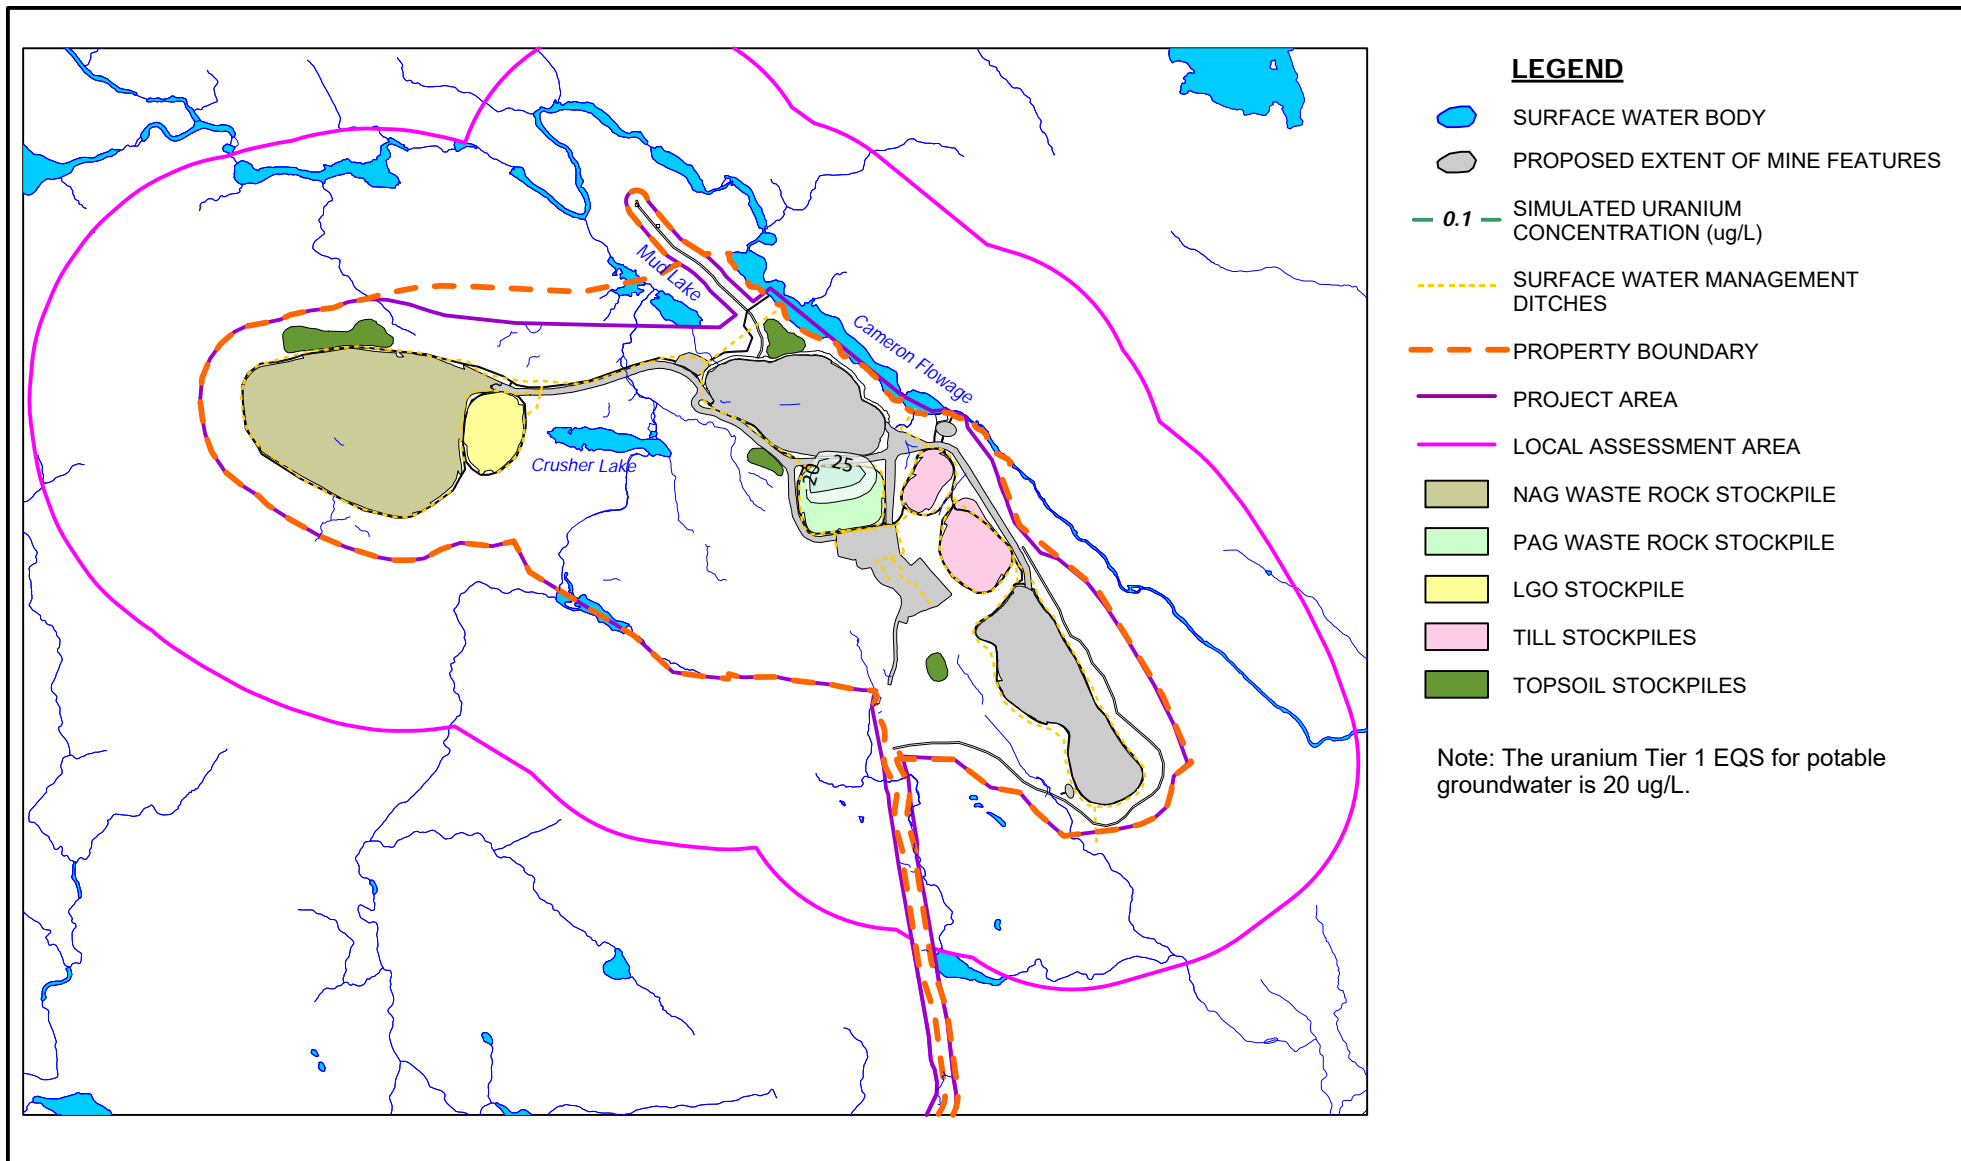 LEGEND
SURFACE WATER BODY
PROPOSED EXTENT OF MINE FEATURES
0.1
SIMULATED URANIUM
CONCENTRATION (ug/L)
SURFACE WATER MANAGEMENT
DITCHES
PROPERTY BOUNDARY
PROJECT AREA
LOCAL ASSESSMENT AREA
NAG WASTE ROCK STOCKPILE
PAG WASTE ROCK STOCKPILE
LGO STOCKPILE
TILL STOCKPILES
TOPSOIL STOCKPILES
Note: The uranium Tier 1 EQS for potable
groundwater is 20 ug/L.
Mud Lake
Cameron Flowage
Crusher Lake
20
25